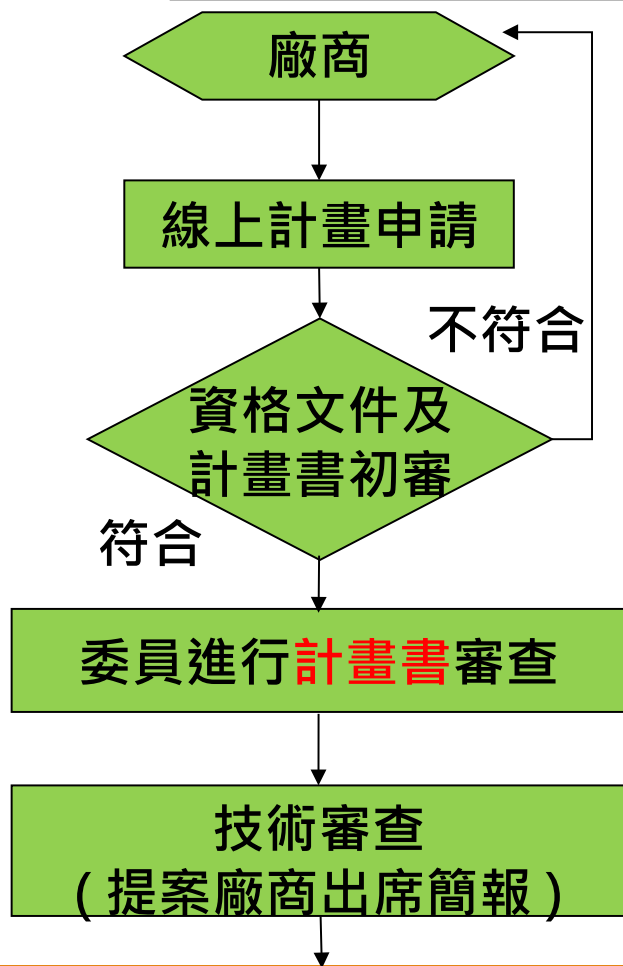 廠商
線上計畫申請
不符合
資格文件及
計畫書初審
符合
委員進行計畫書審查
技術審查
(提案廠商出席簡報)